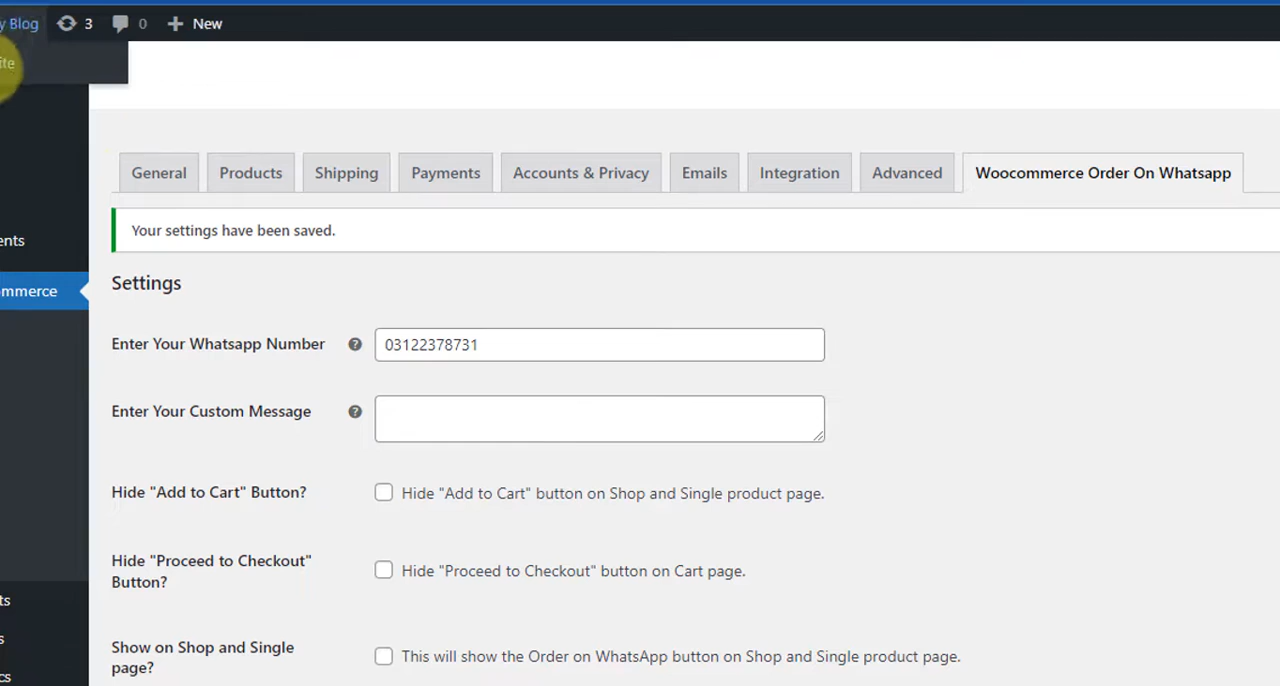 y Blog 3 0 New
ite
General Products Shipping Payments Accounts & Privacy Emails Integration Advanced Woocommerce Order On Whatsapp
Your settings have been saved.
ents
Settings
mmerce
Enter Your Whatsapp Number 03122378731
Enter Your Custom Message
Hide "Add to Cart" Button? Hide "Add to Cart" button on Shop and Single product page.
Hide "Proceed to Checkout"
Button?
Hide "Proceed to Checkout" button on Cart page.
ts
s
Show on Shop and Single
page?
This will show the Order on WhatsApp button on Shop and Single product page.
cs